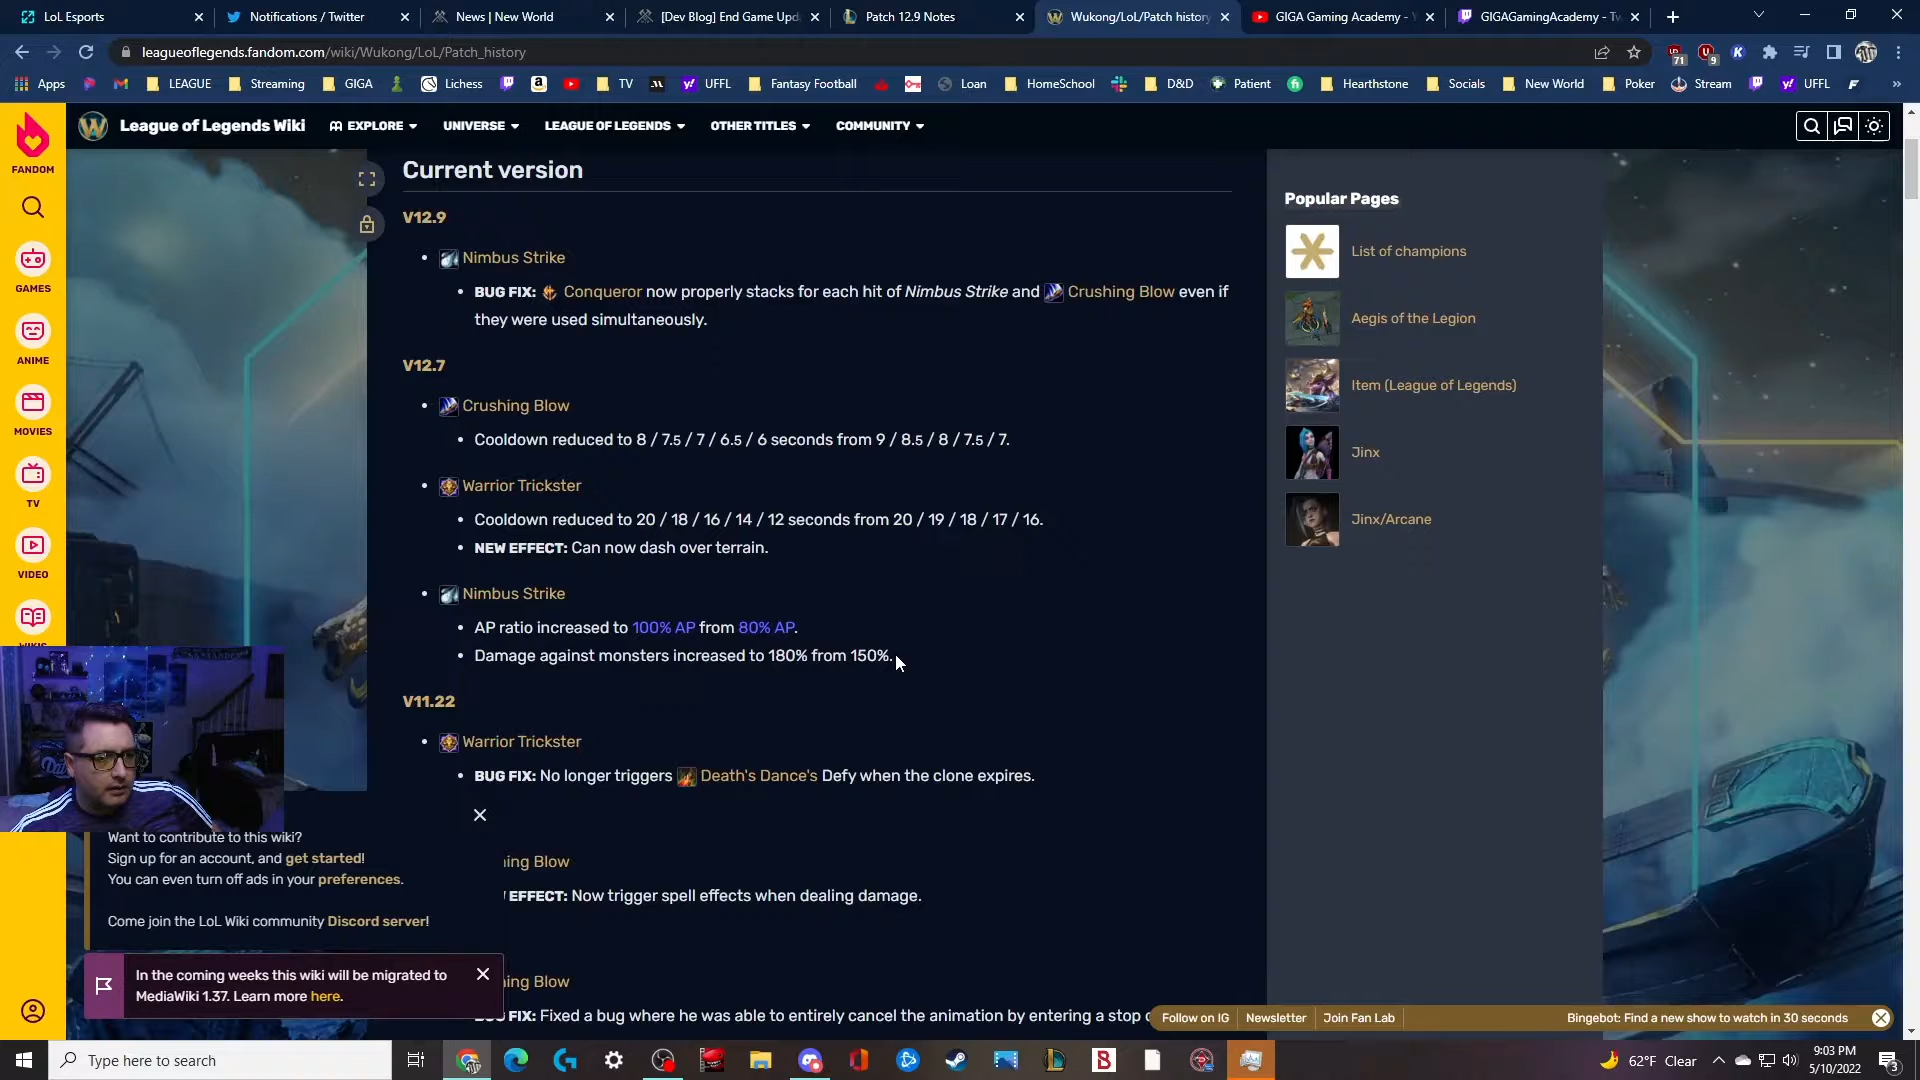 LoL Esports
Notifications / Twitter
News | New World
[Dev Blog] End Game Upd
Patch 12.9 Notes
Wukong/LoL/Patch history
GIGA Gaming Academy -
GIGAGamingAcademy - Tw
leagueoflegends.fandom.com/wiki/Wukong/LoL/Patch_history
71
9
Apps
LEAGUE
Streaming
GIGA
Lichess
TV
UFFL
Fantasy Football
Loan
HomeSchool
D&D
Patient
Hearthstone
Socials
New World
Poker
Stream
UFFL
FANDOM
GAMES
ANIME
MOVIES
TV
VIDEO
WIKIS
League of Legends Wiki
EXPLORE
UNIVERSE
LEAGUE OF LEGENDS
OTHER TITLES
COMMUNITY
Current version
V12.9
Nimbus Strike
BUG FIX: Conqueror now properly stacks for each hit of Nimbus Strike and Crushing Blow even if
they were used simultaneously.
V12.7
Crushing Blow
Cooldown reduced to 8 / 7.5 / 7 / 6.5 / 6 seconds from 9 / 8.5 / 8 / 7.5 / 7.
Warrior Trickster
Cooldown reduced to 20 / 18 / 16 / 14 / 12 seconds from 20 / 19 / 18 / 17 / 16.
NEW EFFECT: Can now dash over terrain.
Nimbus Strike
AP ratio increased to 100% AP from 80% AP.
Damage against monsters increased to 180% from 150%.
V11.22
Warrior Trickster
BUG FIX: No longer triggers Death's Dance's Defy when the clone expires.
hing Blow
EFFECT: Now trigger spell effects when dealing damage.
hing Blow
BUG FIX: Fixed a bug where he was able to entirely cancel the animation by entering a stop
Popular Pages
List of champions
Aegis of the Legion
Item (League of Legends)
Jinx
Jinx/Arcane
Want to contribute to this wiki?
Sign up for an account, and get started!
You can even turn off ads in your preferences.
Come join the LoL Wiki community Discord server!
In the coming weeks this wiki will be migrated to
MediaWiki 1.37. Learn more here.
Follow on IG
Newsletter
Join Fan Lab
Bingebot: Find a new show to watch in 30 seconds
Type here to search
62°F Clear
9:03 PM
5/10/2022
3